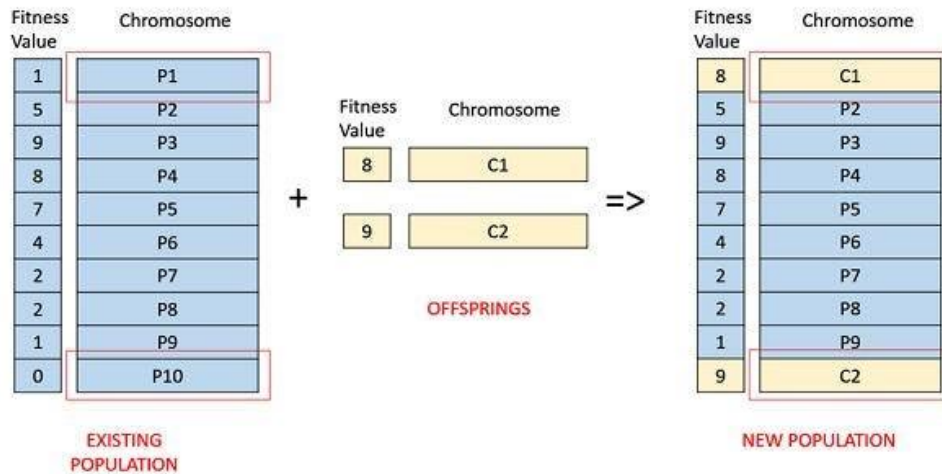 Fitness
Value
Chromosome
1
P1
5
P2
9
P3
8
P4
7
P5
4
P6
2
P7
2
P8
1
P9
0
P10
EXISTING
POPULATION
+
Fitness
Value
Chromosome
8
C1
9
C2
OFFSPRINGS
=>
Fitness
Value
Chromosome
8
C1
5
P2
9
P3
8
P4
7
P5
4
P6
2
P7
2
P8
1
P9
9
C2
NEW POPULATION